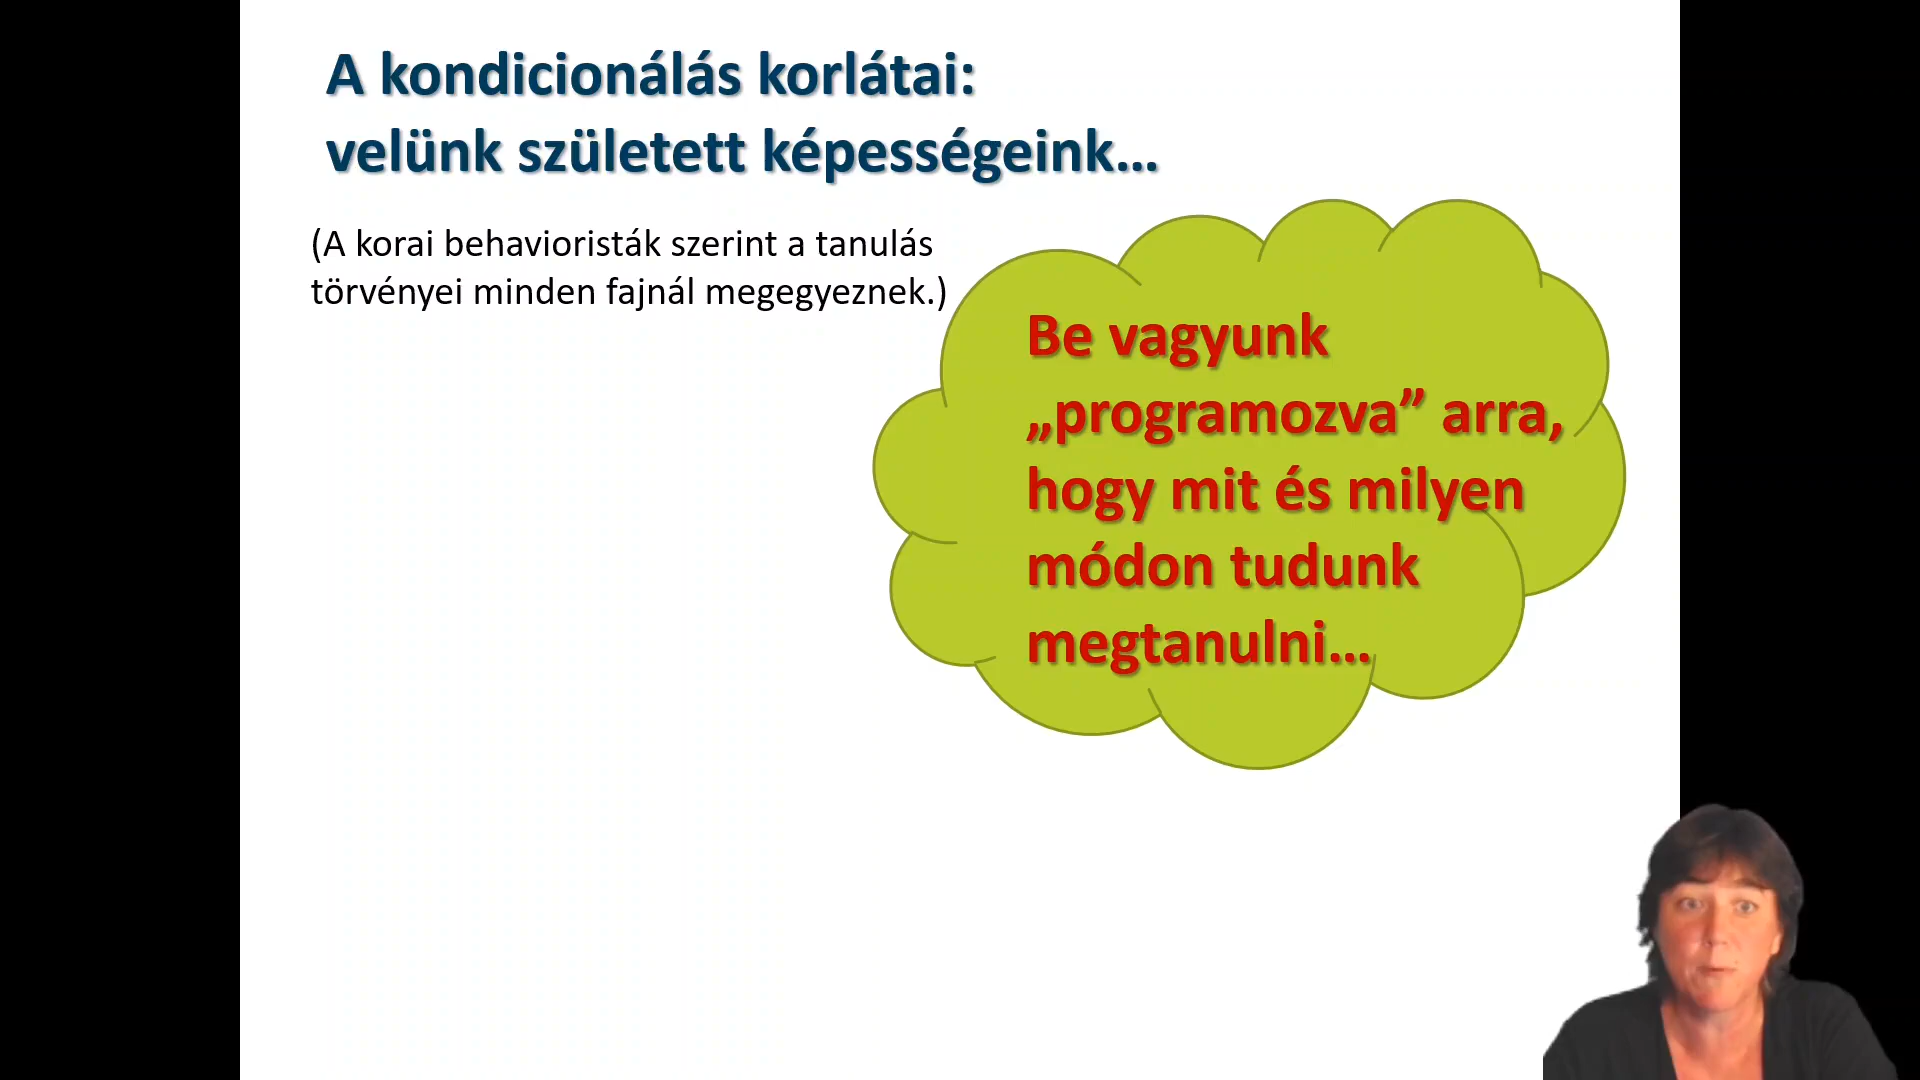 A kondicionálás korlátai:
velünk született képességeink...
(A korai behavioristák szerint a tanulás
törvényei minden fajnál megegyeznek.)
Be vagyunk
„programozva” arra,
hogy mit és milyen
módon tudunk
megtanulni...